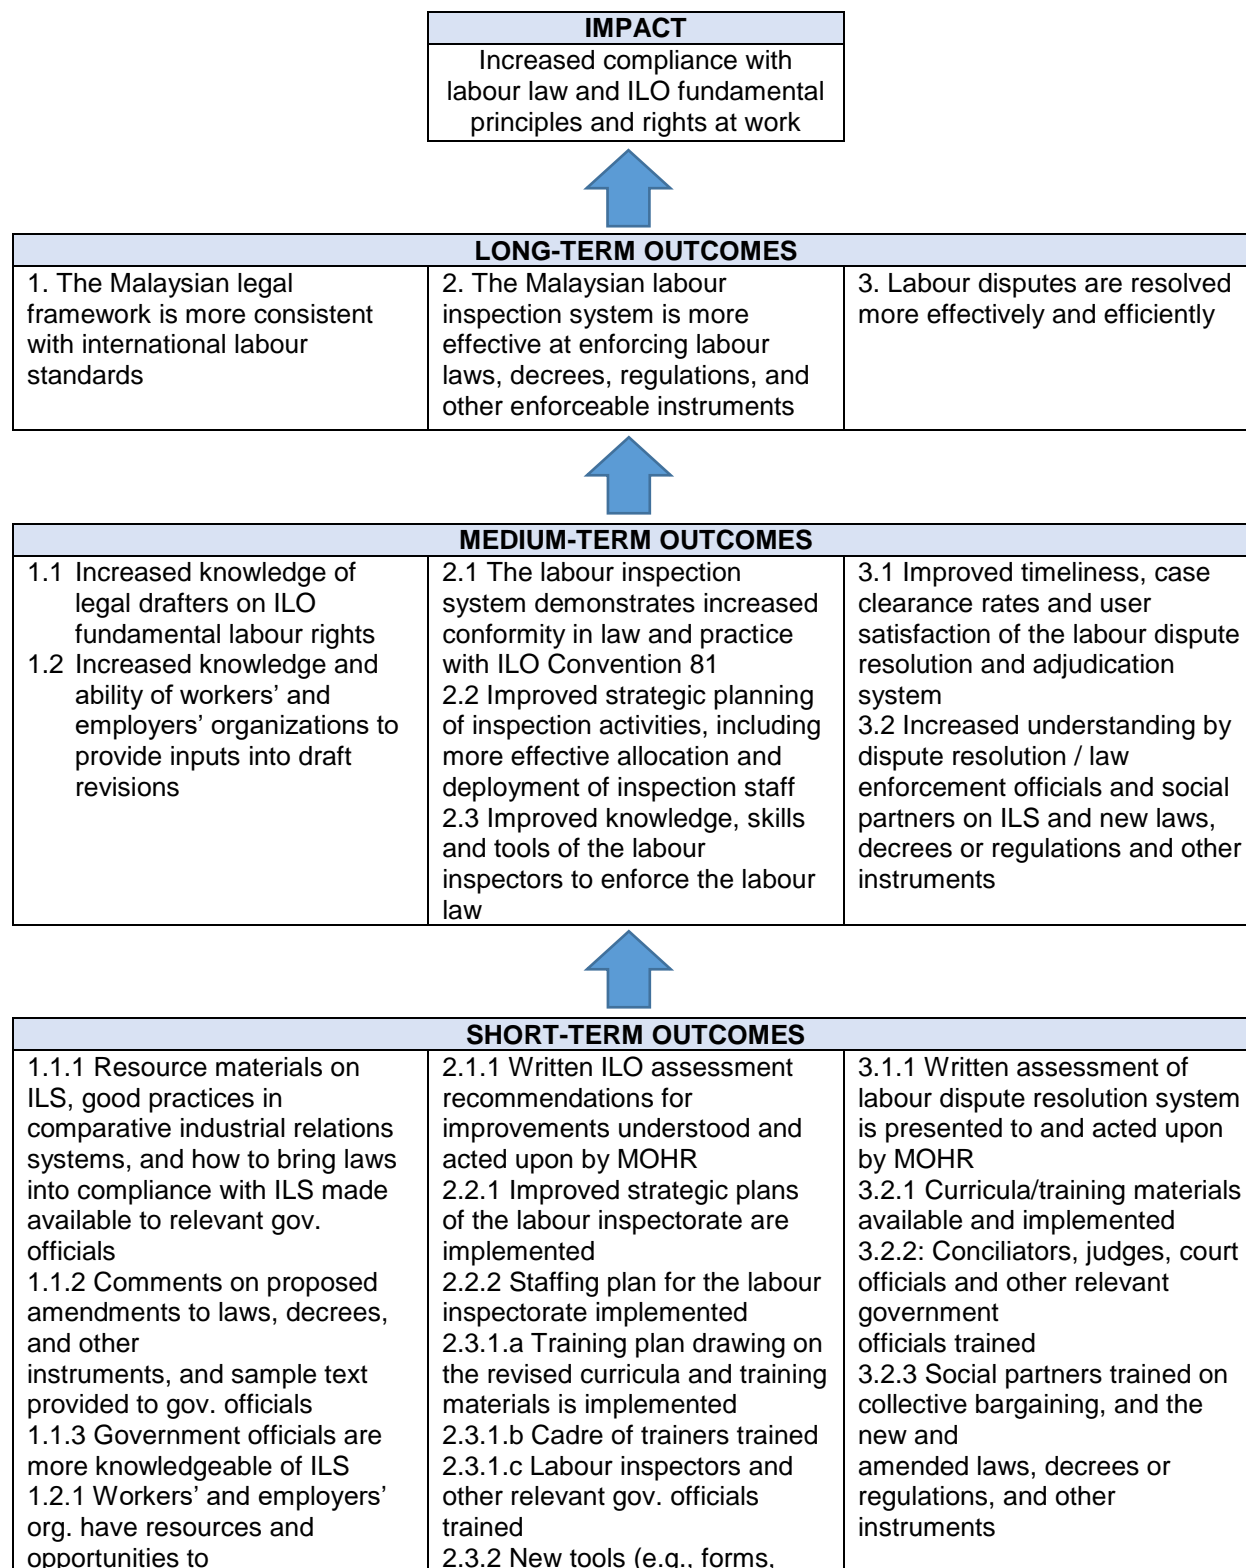 IMPACT
Increased compliance with
labour law and ILO fundamental
principles and rights at work
LONG-TERM OUTCOMES
1. The Malaysian legal
framework is more consistent
with international labour
standards
2. The Malaysian labour
inspection system is more
effective at enforcing labour
laws, decrees, regulations, and
other enforceable instruments
3. Labour disputes are resolved
more effectively and efficiently
MEDIUM-TERM OUTCOMES
1.1 Increased knowledge of
legal drafters on ILO
fundamental labour rights
1.2 Increased knowledge and
ability of workers’ and
employers’ organizations to
provide inputs into draft
revisions
2.1 The labour inspection
system demonstrates increased
conformity in law and practice
with ILO Convention 81
2.2 Improved strategic planning
of inspection activities, including
more effective allocation and
deployment of inspection staff
2.3 Improved knowledge, skills
and tools of the labour
inspectors to enforce the labour
law
3.1 Improved timeliness, case
clearance rates and user
satisfaction of the labour dispute
resolution and adjudication
system
3.2 Increased understanding by
dispute resolution / law
enforcement officials and social
partners on ILS and new laws,
decrees or regulations and other
instruments
SHORT-TERM OUTCOMES
1.1.1 Resource materials on
ILS, good practices in
comparative industrial relations
systems, and how to bring laws
into compliance with ILS made
available to relevant gov.
officials
1.1.2 Comments on proposed
amendments to laws, decrees,
and other
instruments, and sample text
provided to gov. officials
1.1.3 Government officials are
more knowledgeable of ILS
1.2.1 Workers’ and employers’
org. have resources and
opportunities to
2.1.1 Written ILO assessment
recommendations for
improvements understood and
acted upon by MOHR
2.2.1 Improved strategic plans
of the labour inspectorate are
implemented
2.2.2 Staffing plan for the labour
inspectorate implemented
2.3.1.a Training plan drawing on
the revised curricula and training
materials is implemented
2.3.1.b Cadre of trainers trained
2.3.1.c Labour inspectors and
other relevant gov. officials
trained
2.3.2 New tools (e.g., forms,
3.1.1 Written assessment of
labour dispute resolution system
is presented to and acted upon
by MOHR
3.2.1 Curricula/training materials
available and implemented
3.2.2: Conciliators, judges, court
officials and other relevant
government
officials trained
3.2.3 Social partners trained on
collective bargaining, and the
new and
amended laws, decrees or
regulations, and other
instruments